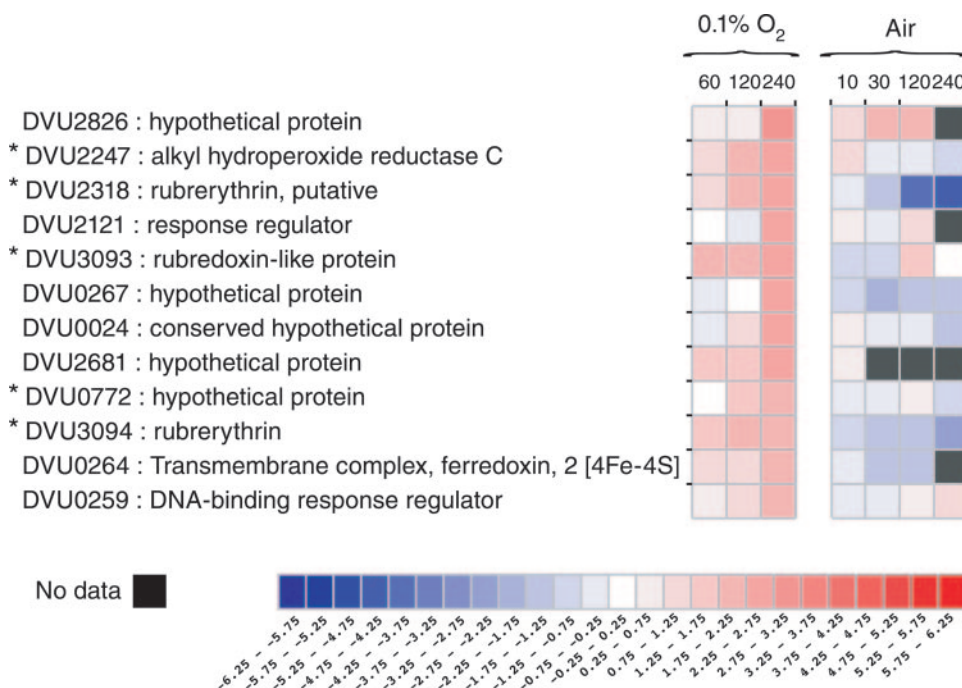 0.1% O2 Air
60 120 240 10 30 120 240
DVU2826 : hypothetical protein
* DVU2247 : alkyl hydroperoxide reductase C
* DVU2318 : rubrerythrin, putative
DVU2121 : response regulator
* DVU3093 : rubredoxin-like protein
DVU0267 : hypothetical protein
DVU0024 : conserved hypothetical protein
DVU2681 : hypothetical protein
* DVU0772 : hypothetical protein
* DVU3094 : rubrerythrin
DVU0264 : Transmembrane complex, ferredoxin, 2 [4Fe-4S]
DVU0259 : DNA-binding response regulator
No data
-6.25 - -5.75
-5.75 - -5.25
-5.25 - -4.75
-4.75 - -4.25
-4.25 - -3.75
-3.75 - -3.25
-3.25 - -2.75
-2.75 - -2.25
-2.25 - -1.75
-1.75 - -1.25
-1.25 - -0.75
-0.75 - -0.25
-0.25 - 0.25
0.25 - 0.75
0.75 - 1.25
1.25 - 1.75
1.75 - 2.25
2.25 - 2.75
2.75 - 3.25
3.25 - 3.75
3.75 - 4.25
4.25 - 4.75
4.75 - 5.25
5.25 - 5.75
5.75 - 6.25